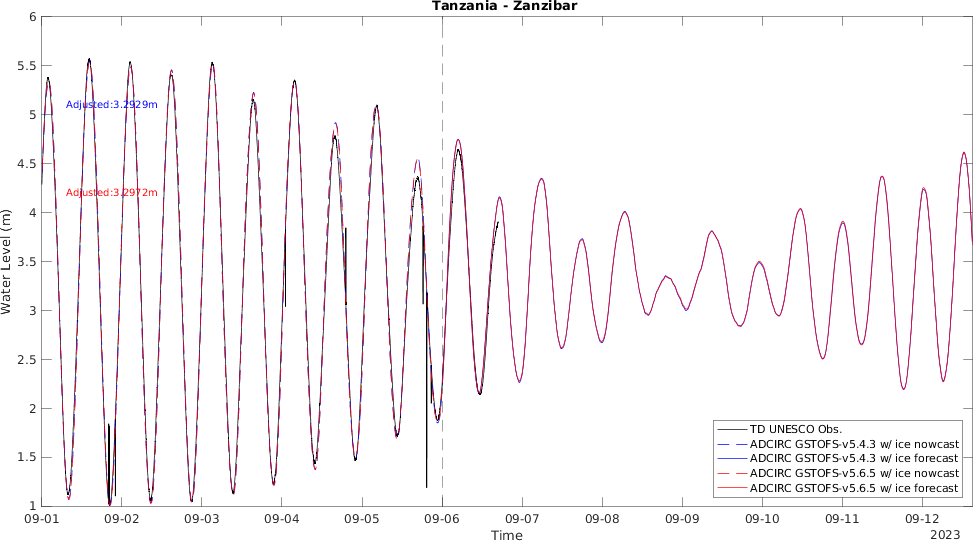 Tanzania - Zanzibar
Water Level (m)
6
5.5
5
4.5
4
3.5
3
2.5
2
1.5
1
Adjusted:3.2929m
Adjusted:3.2972m
TD UNESCO Obs.
ADCIRC GSTOFS-v5.4.3 w/ ice nowcast
ADCIRC GSTOFS-v5.4.3 w/ ice forecast
ADCIRC GSTOFS-v5.6.5 w/ ice nowcast
ADCIRC GSTOFS-v5.6.5 w/ ice forecast
09-01 09-02 09-03 09-04 09-05 09-06 09-07 09-08 09-09 09-10 09-11 09-12
Time
2023